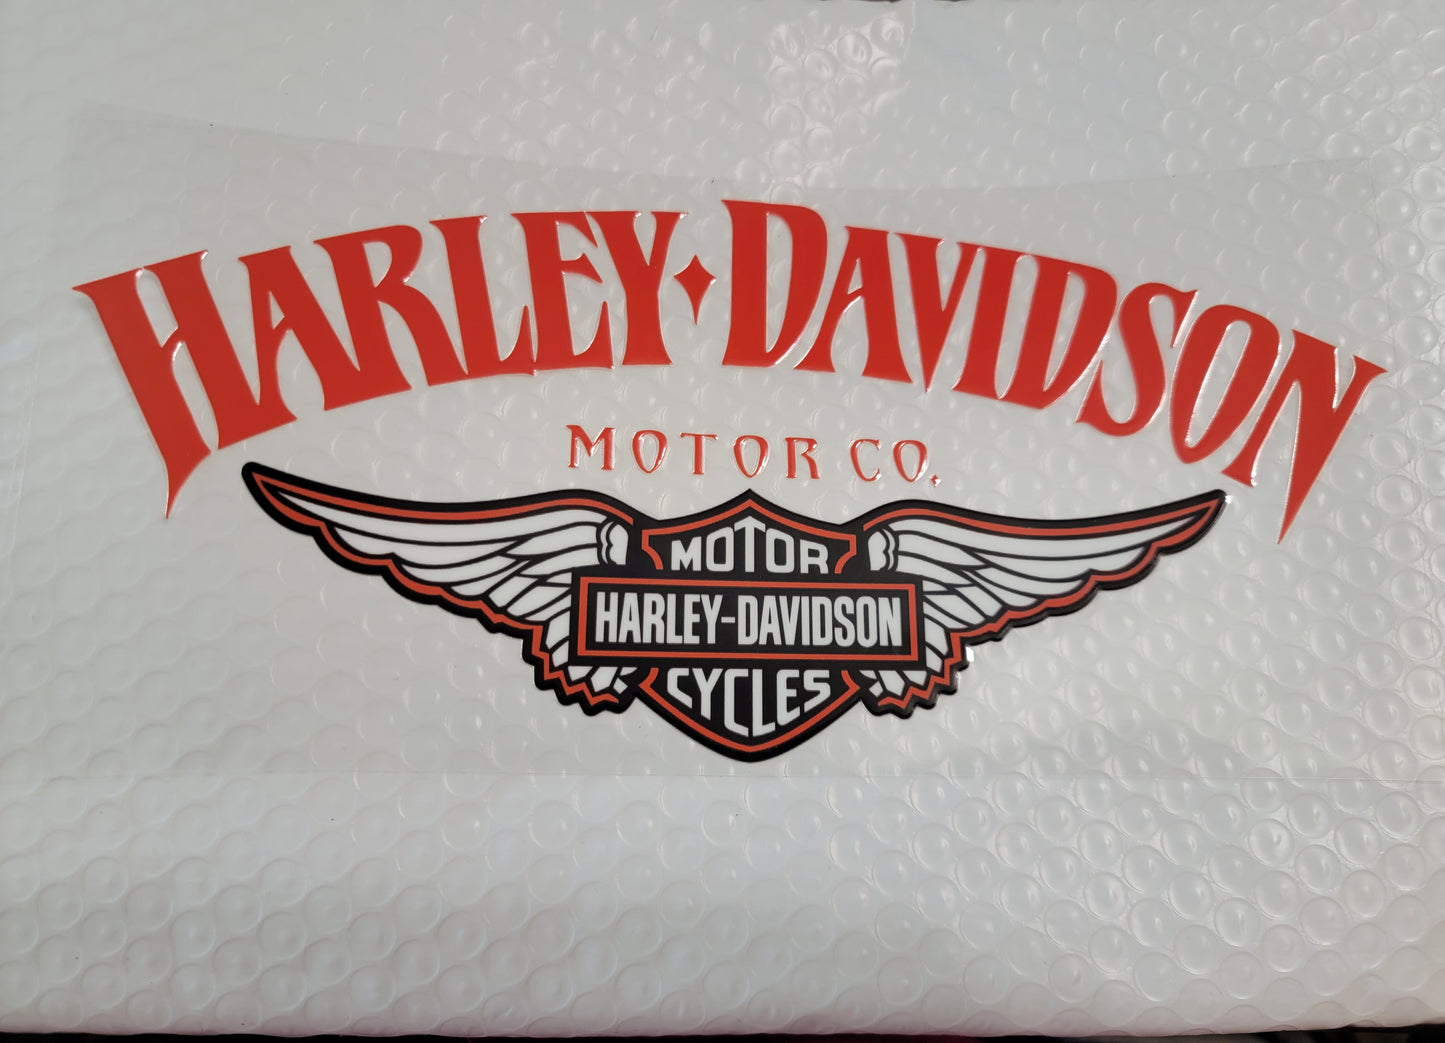 HARLEY DAVIDSON
MOTOR CO.
MOTOR
HARLEY-DAVIDSON
CYCLES